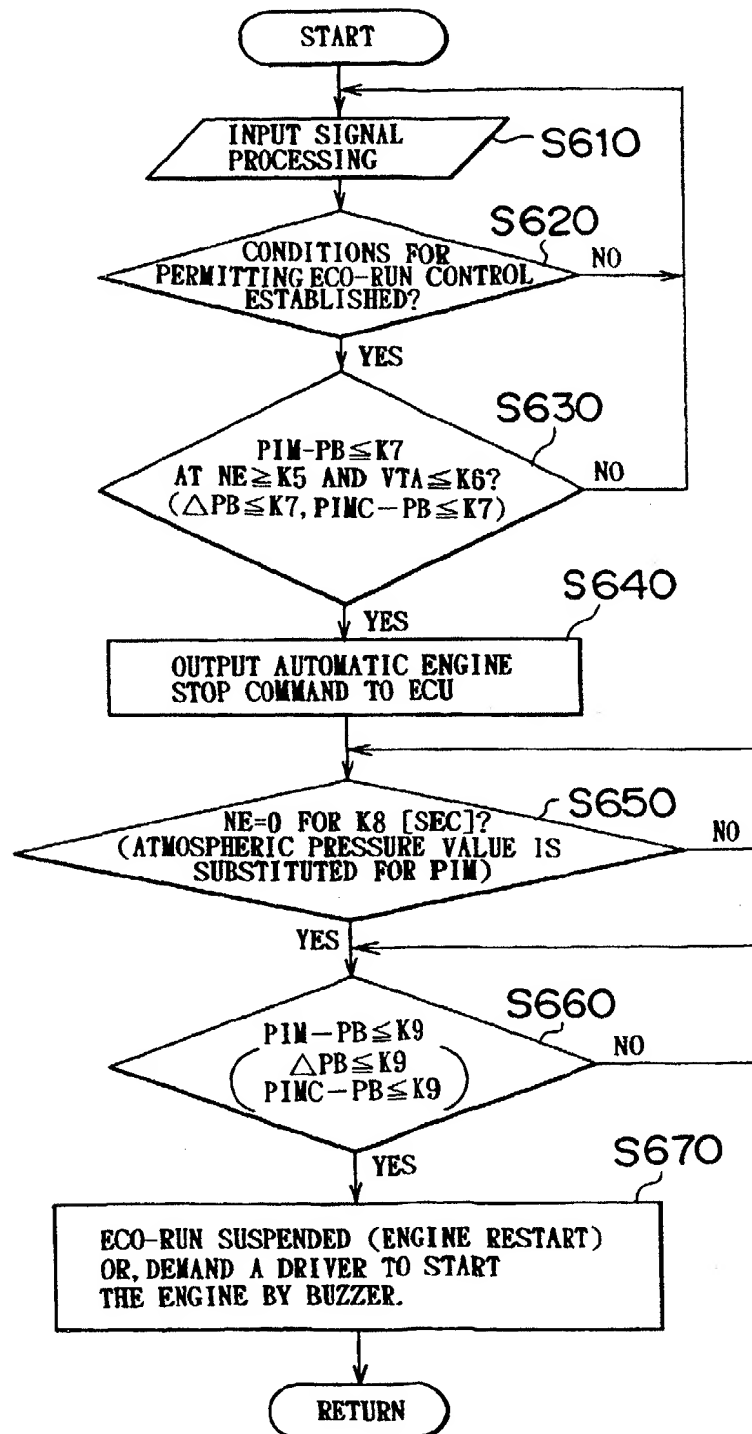 START
INPUT SIGNAL
PROCESSING
S610
S620
CONDITIONS FOR
PERMITTING ECO-RUN CONTROL
ESTABLISHED?
NO
YES
S630
PIM-PB≦K7
AT NE≧K5 AND VTA≦K6?
(△PB≦K7, PIMC-PB≦K7)
NO
YES
S640
OUTPUT AUTOMATIC ENGINE
STOP COMMAND TO ECU
S650
NE=0 FOR K8 [SEC]?
(ATMOSPHERIC PRESSURE VALUE IS
SUBSTITUTED FOR PIM)
NO
YES
S660
PIM-PB≦K9
(△PB≦K9
PIMC-PB≦K9)
NO
YES
S670
ECO-RUN SUSPENDED (ENGINE RESTART)
OR, DEMAND A DRIVER TO START
THE ENGINE BY BUZZER.
RETURN